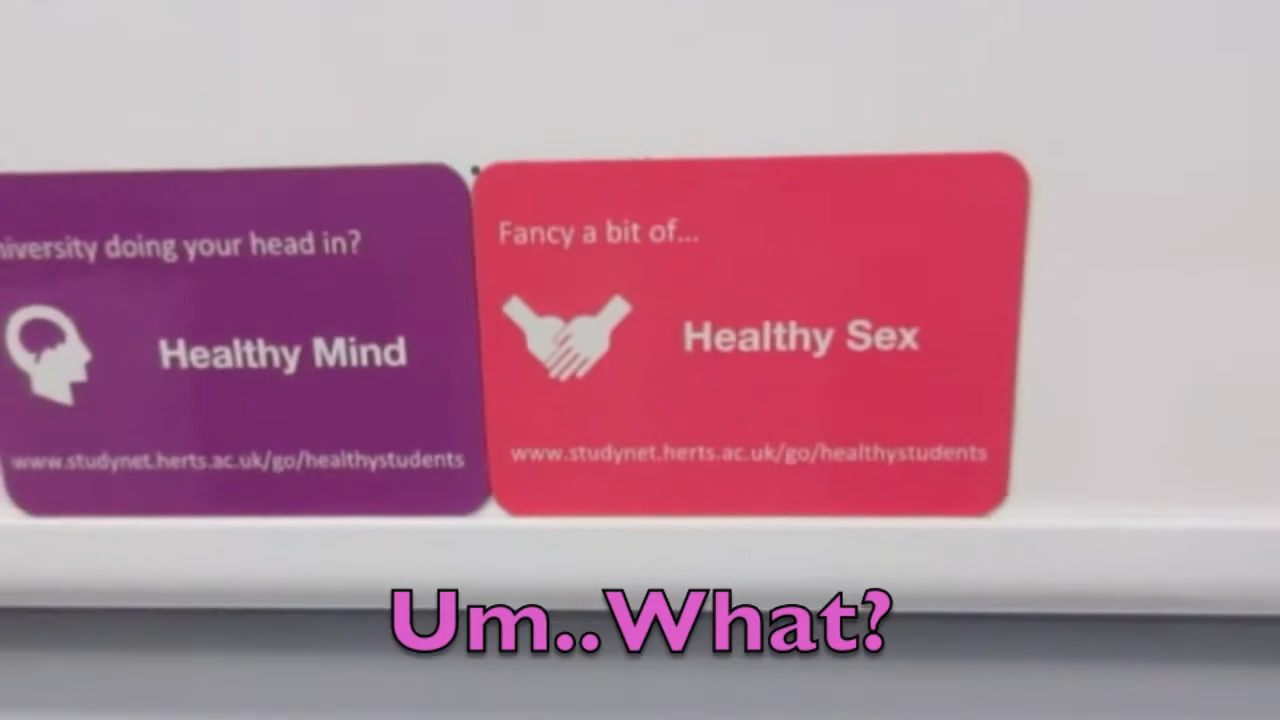 niversity doing your head in?
Healthy Mind
www.studynet.herts.ac.uk/go/healthystudents
Fancy a bit of...
Healthy Sex
www.studynet.herts.ac.uk/go/healthystudents
Um..What?